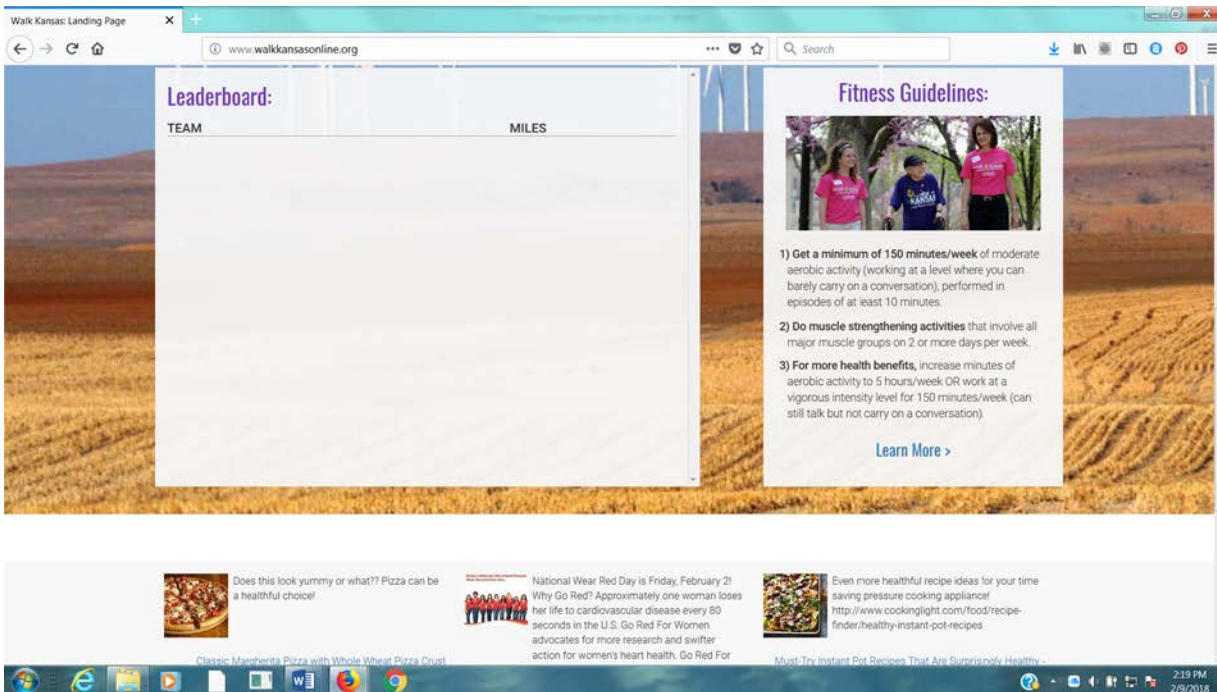 Walk Kansas: Landing Page
www.walkkansasonline.org
Search
Leaderboard:
TEAM MILES
Fitness Guidelines:
KANSAS
1) Get a minimum of 150 minutes/week of moderate
aerobic activity (working at a level where you can
barely carry on a conversation), performed in
episodes of at least 10 minutes.
2) Do muscle strengthening activities that involve all
major muscle groups on 2 or more days per week.
3) For more health benefits, increase minutes of
aerobic activity to 5 hours/week OR work at a
vigorous intensity level for 150 minutes/week (can
still talk but not carry on a conversation).
Learn More >
Does this look yummy or what?? Pizza can be
a healthful choice!
Classic Margherita Pizza with Whole Wheat Pizza Crust
National Wear Red Day is Friday, February 2!
Why Go Red? Approximately one woman loses
her life to cardiovascular disease every 80
seconds in the U.S. Go Red For Women
advocates for more research and swifter
action for women's heart health. Go Red For
Even more healthful recipe ideas for your time
saving pressure cooking appliance!
http://www.cookinglight.com/food/recipe-
finder/healthy-instant-pot-recipes
Must-Try Instant Pot Recipes That Are Surprisingly Healthy -
2:19 PM
2/9/2018